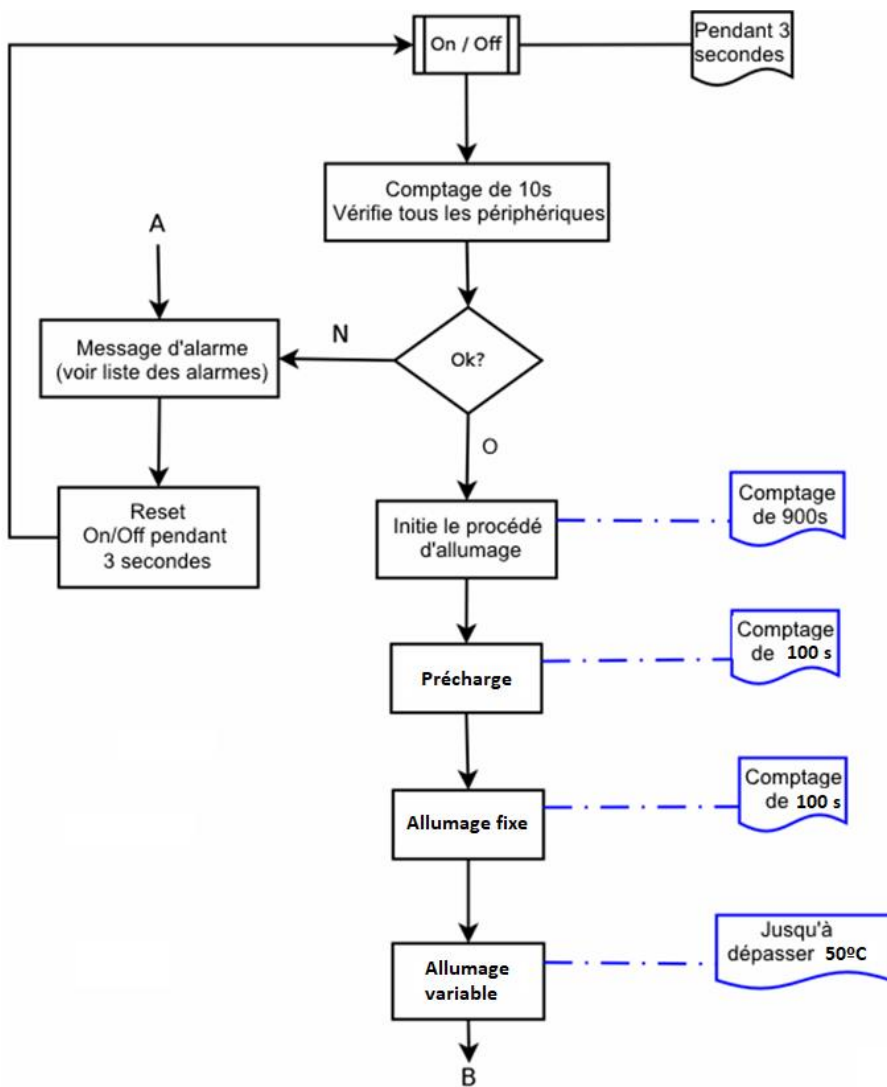 On / Off
Pendant 3
secondes
Comptage de 10s
Vérifie tous les périphériques
A
N
Message d'alarme
(voir liste des alarmes)
Ok?
O
Reset
On/Off pendant
3 secondes
Initie le procédé
d'allumage
Comptage
de 900s
Précharge
Comptage
de 100 s
Allumage fixe
Comptage
de 100 s
Allumage
variable
Jusqu'à
dépasser 50ºC
B